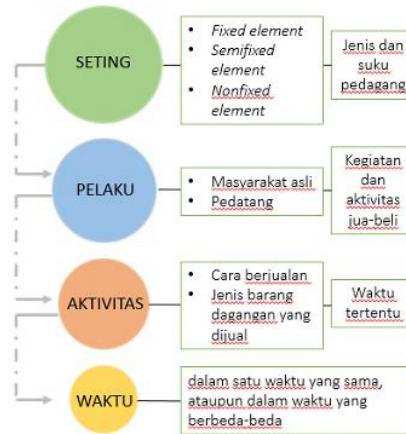 SETING
• Fixed element
• Semifixed
element
• Nonfixed
element
Jenis dan
suku
pedagang
PELAKU
• Masyarakat asli
• Pedatang
Kegiatan
dan
aktivitas
jua-beli
AKTIVITAS
• Cara berjualan
• Jenis barang
dagangan yang
dijual
Waktu
tertentu
WAKTU
dalam satu waktu yang sama,
ataupun dalam waktu yang
berbeda-beda